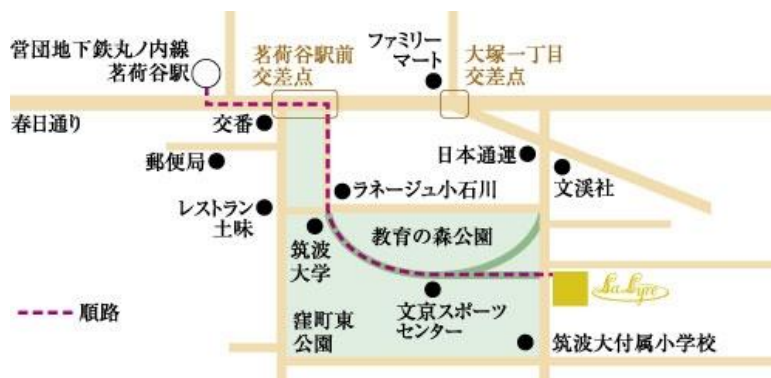 営団地下鉄丸ノ内線
茗荷谷駅
茗荷谷駅前
交差点
ファミリー
マート
大塚一丁目
交差点
春日通り
交番
郵便局
日本通運
文渓社
ラネージュ小石川
レストラン
土味
筑波
大学
教育の森公園
La Lyre
文京スポーツ
センター
順路
窪町東
公園
筑波大付属小学校